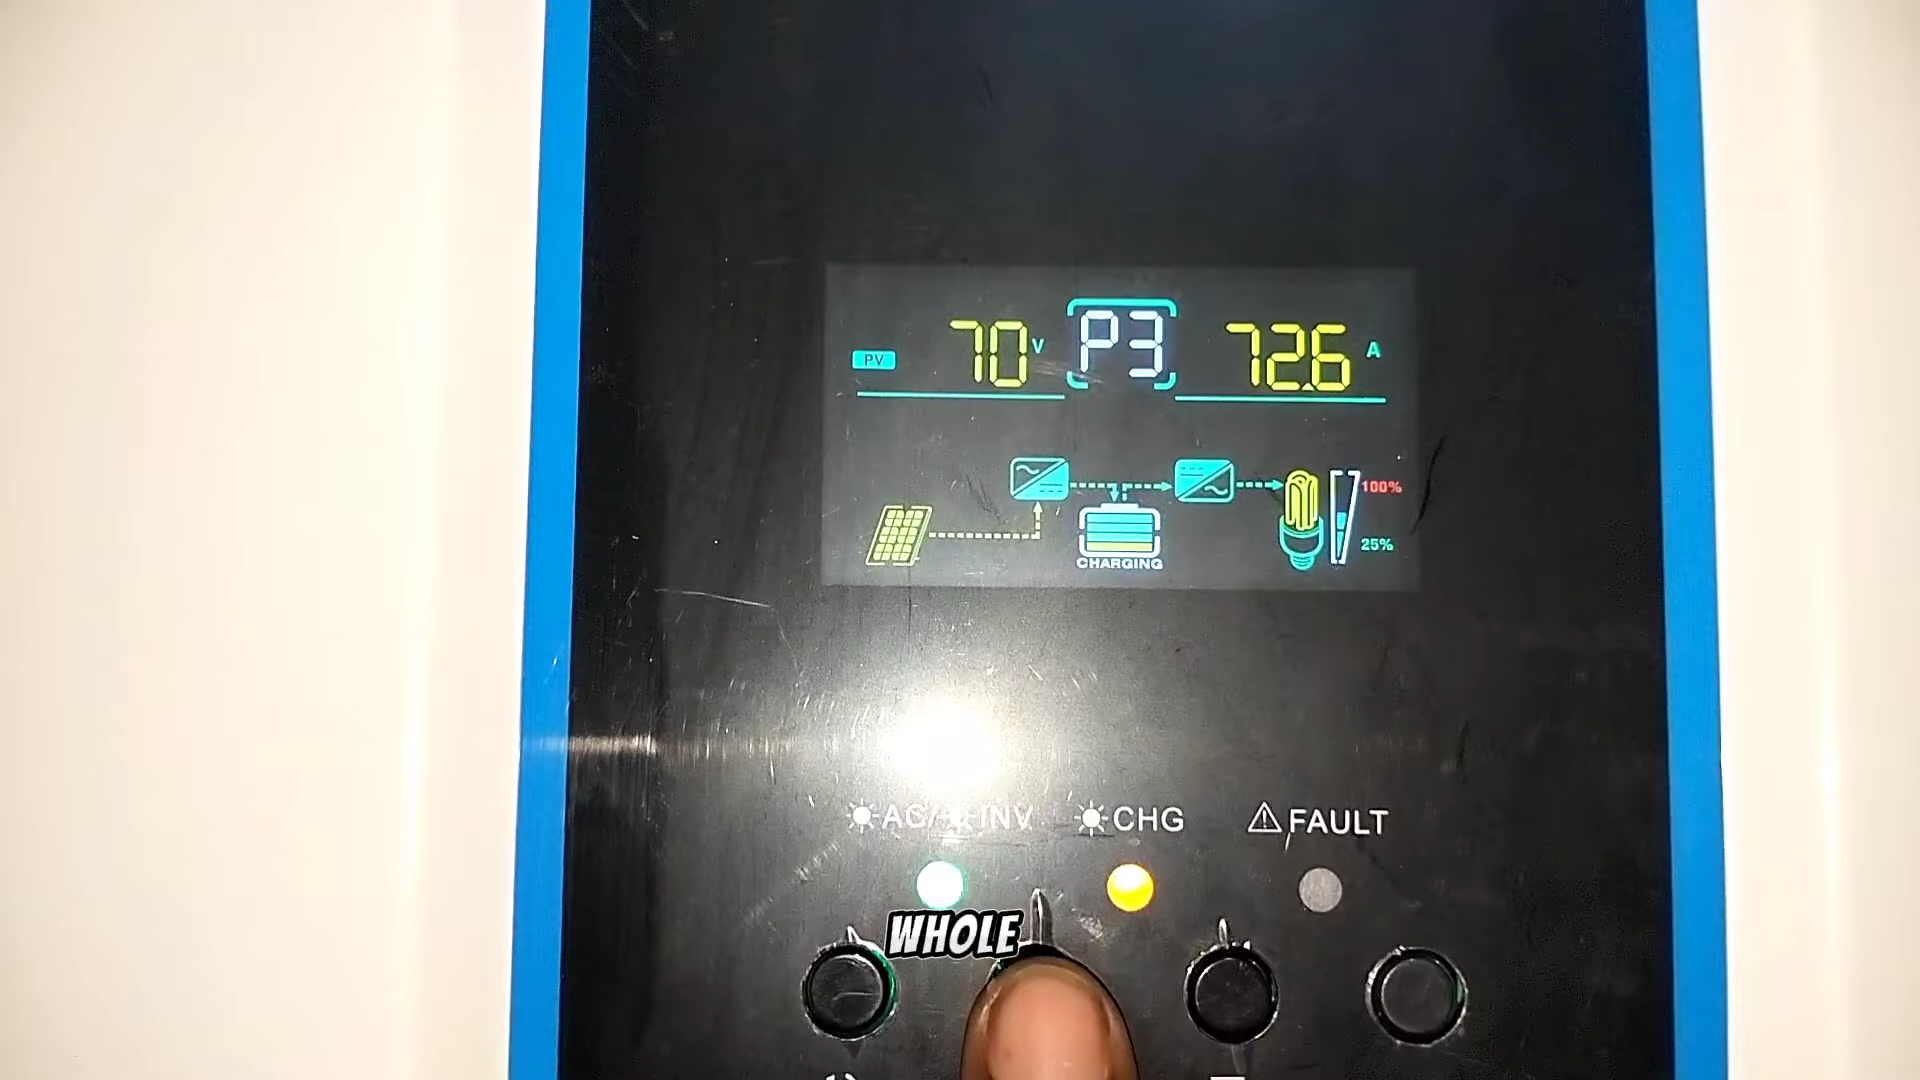 PV 70 V P3 72.6 A
100%
25%
CHARGING
AC/ INV CHG FAULT
WHOLE